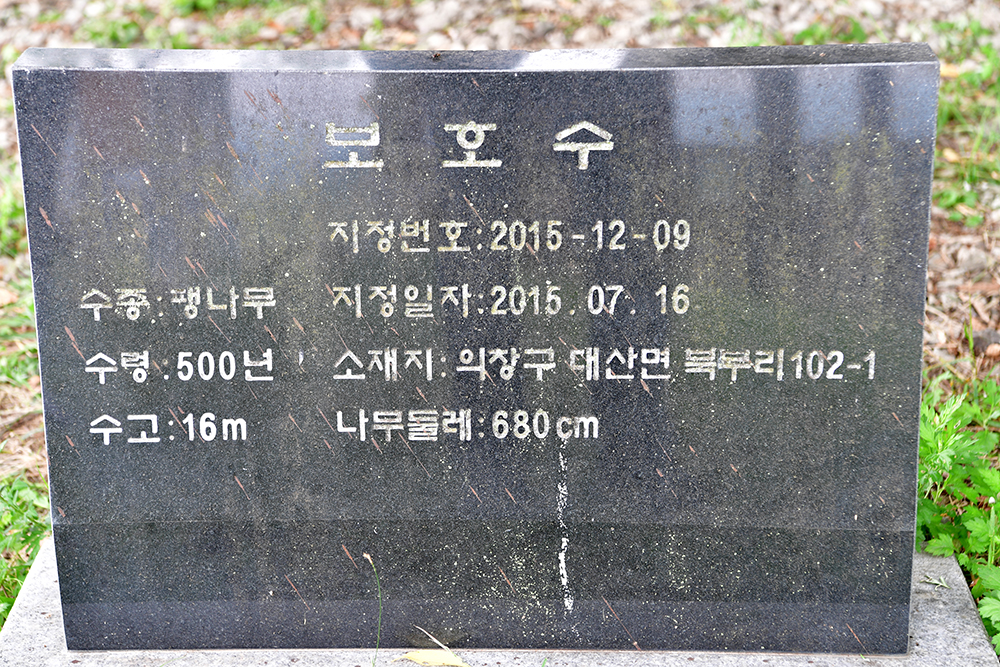 보호수
지정번호:2015-12-09
수종:팽나무 지정일자:2015.07.16
수령:500년 소재지:의창구 대산면 북부리102-1
수고:16m 나무둘레:680cm